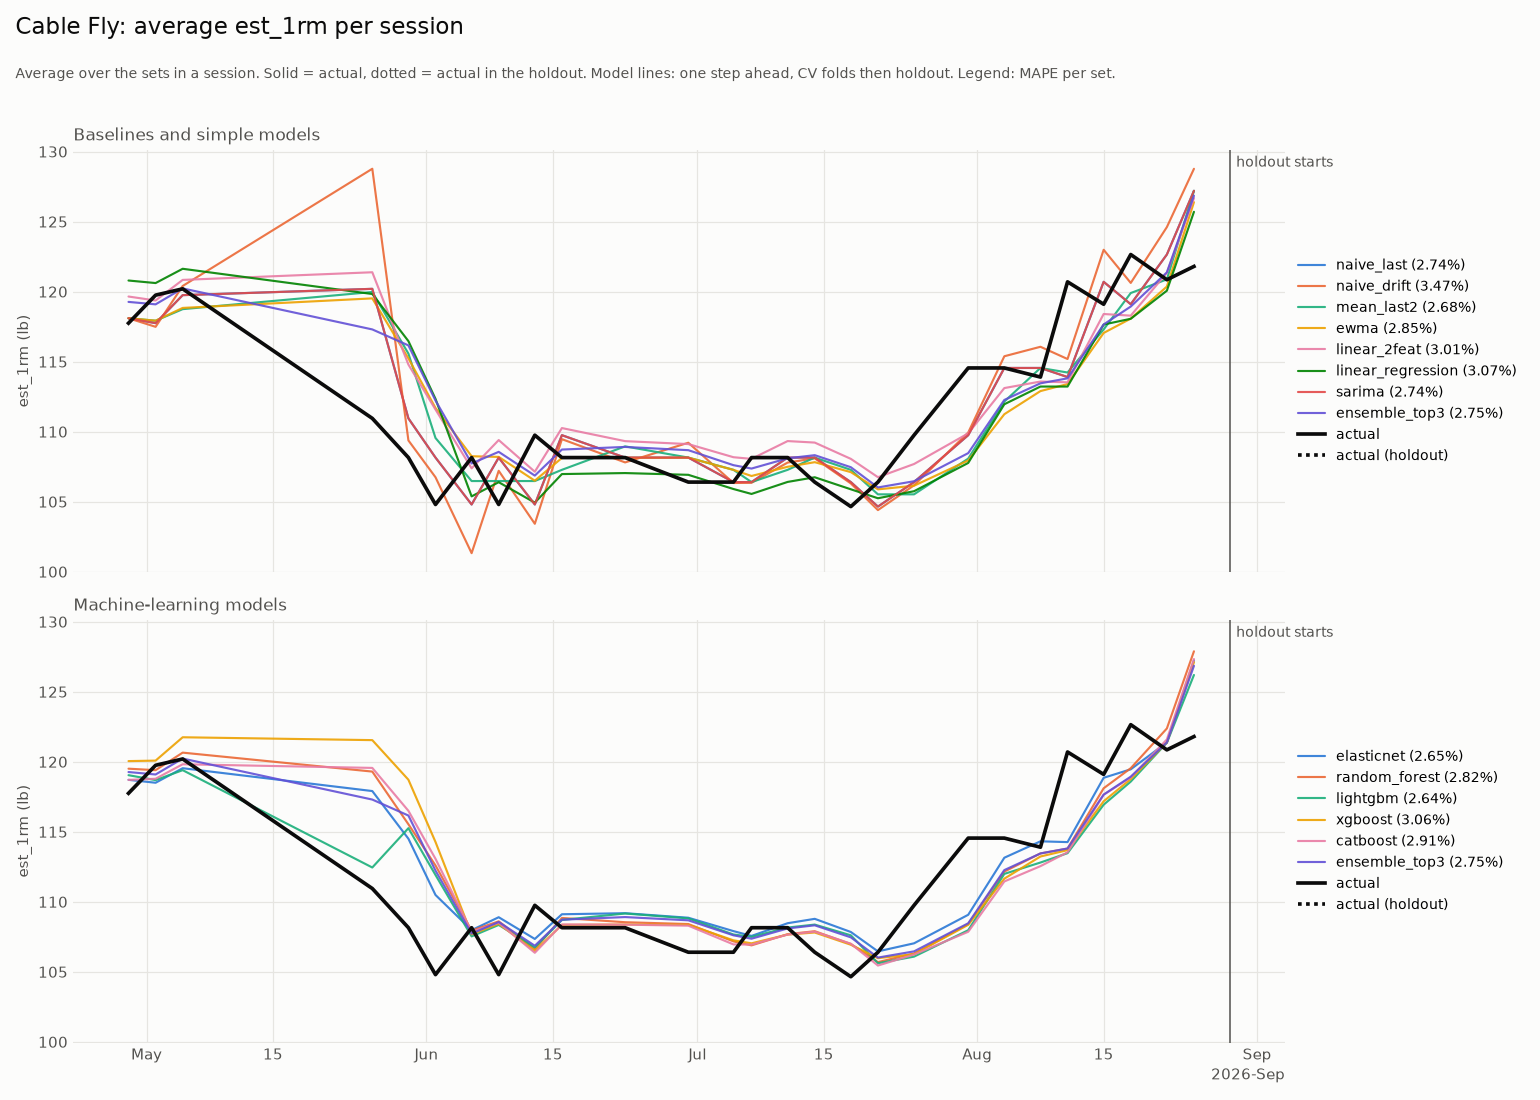 Cable Fly: average est_1rm per session
Average over the sets in a session. Solid = actual, dotted = actual in the holdout. Model lines: one step ahead, CV folds then holdout. Legend: MAPE per set.
Baselines and simple models
130
125
120
115
110
105
100
est_1rm (lb)
holdout starts
naive_last (2.74%)
naive_drift (3.47%)
mean_last2 (2.68%)
ewma (2.85%)
linear_2feat (3.01%)
linear_regression (3.07%)
sarima (2.74%)
ensemble_top3 (2.75%)
actual
actual (holdout)
Machine-learning models
130
125
120
115
110
105
100
est_1rm (lb)
holdout starts
elasticnet (2.65%)
random_forest (2.82%)
lightgbm (2.64%)
xgboost (3.06%)
catboost (2.91%)
ensemble_top3 (2.75%)
actual
actual (holdout)
May 15 Jun 15 Jul 15 Aug 15 Sep
2026-Sep